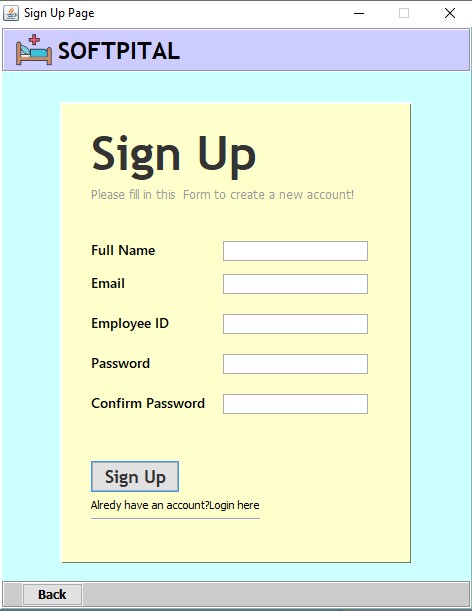 Sign Up Page
SOFTPITAL
Sign Up
Please fill in this  Form to create a new account!
Full Name
Email
Employee ID
Password
Confirm Password
Sign Up
Alredy have an account?Login here
Back